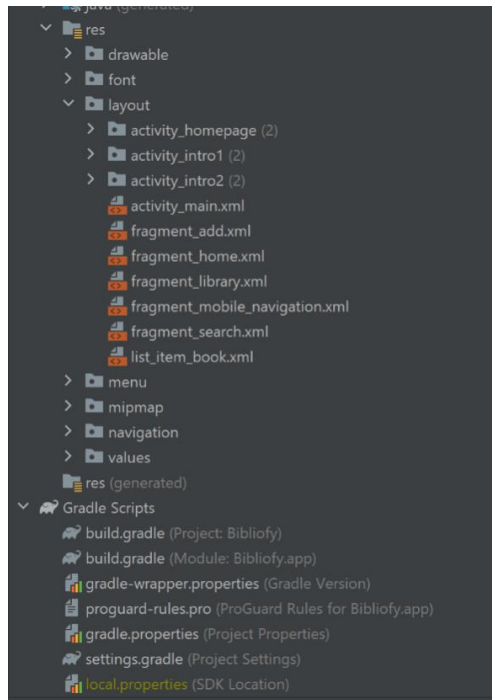 java (generated)
res
drawable
font
layout
activity_homepage (2)
activity_intro1 (2)
activity_intro2 (2)
activity_main.xml
fragment_add.xml
fragment_home.xml
fragment_library.xml
fragment_mobile_navigation.xml
fragment_search.xml
list_item_book.xml
menu
mipmap
navigation
values
res (generated)
Gradle Scripts
build.gradle (Project: Bibliofy)
build.gradle (Module: Bibliofy.app)
gradle-wrapper.properties (Gradle Version)
proguard-rules.pro (ProGuard Rules for Bibliofy.app)
gradle.properties (Project Properties)
settings.gradle (Project Settings)
local.properties (SDK Location)